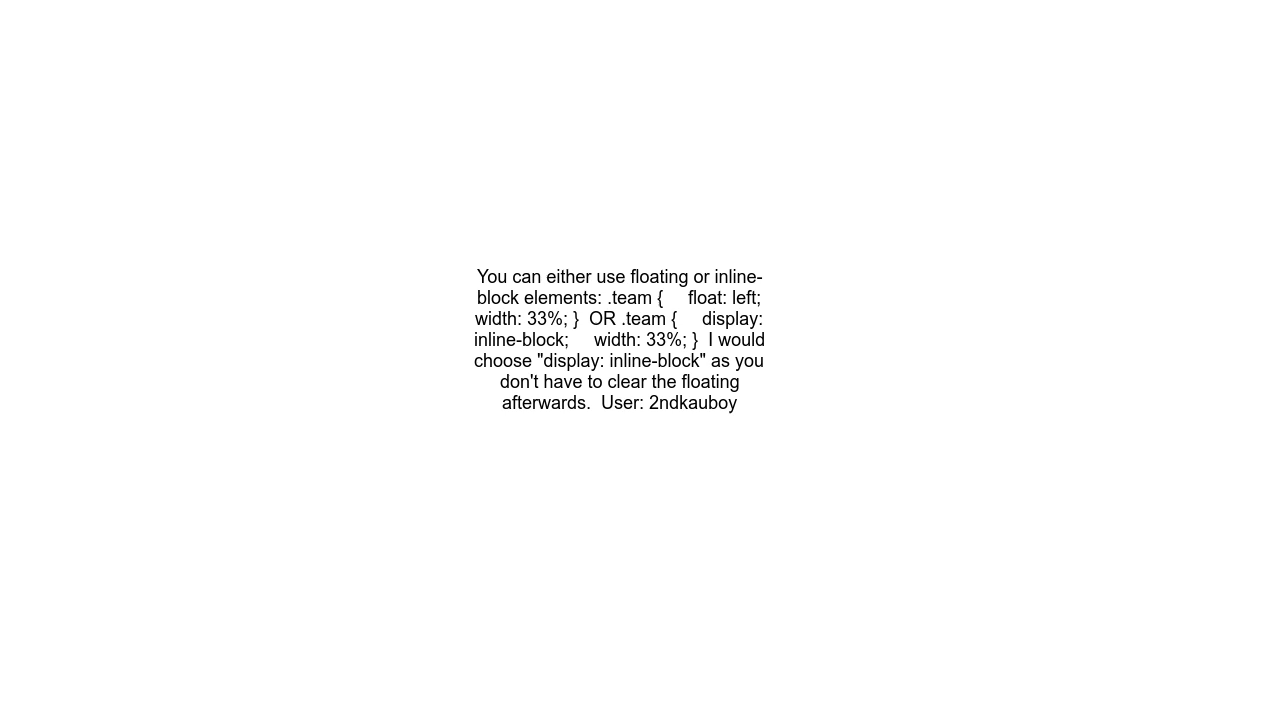 You can either use floating or inline-
block elements: .team {     float: left;
width: 33%; }  OR .team {     display:
inline-block;     width: 33%; }  I would
choose "display: inline-block" as you
don't have to clear the floating
afterwards.  User: 2ndkauboy